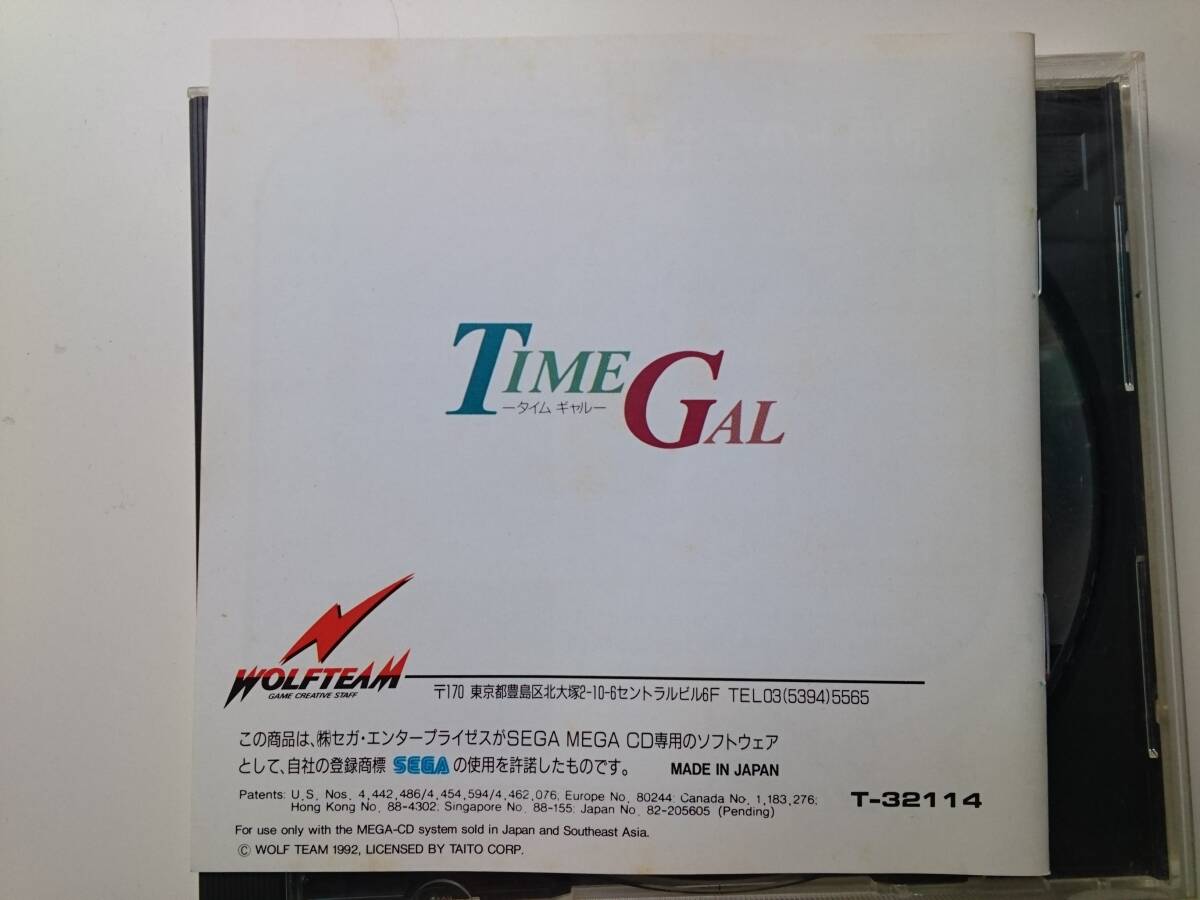 TIME GAL
—タイム ギャル—
WOLFTEAM
GAME CREATIVE STAFF
〒170 東京都豊島区北大塚2-10-6セントラルビル6F TEL03(5394)5565
この商品は、㈱セガ・エンタープライゼスがSEGA MEGA CD専用のソフトウェア
として、自社の登録商標 SEGA の使用を許諾したものです。 MADE IN JAPAN
Patents: U.S. Nos. 4,442,486/4,454,594/4,462,076; Europe No. 80244; Canada No. 1,183,276;
Hong Kong No. 88-4302; Singapore No. 88-155; Japan No. 82-205605 (Pending)
T-32114
For use only with the MEGA-CD system sold in Japan and Southeast Asia.
© WOLF TEAM 1992, LICENSED BY TAITO CORP.